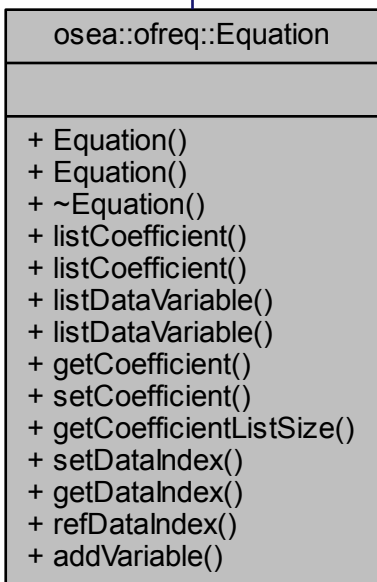 osea::ofreq::Equation
+ Equation()
+ Equation()
+ ~Equation()
+ listCoefficient()
+ listCoefficient()
+ listDataVariable()
+ listDataVariable()
+ getCoefficient()
+ setCoefficient()
+ getCoefficientListSize()
+ setDataIndex()
+ getDataIndex()
+ refDataIndex()
+ addVariable()